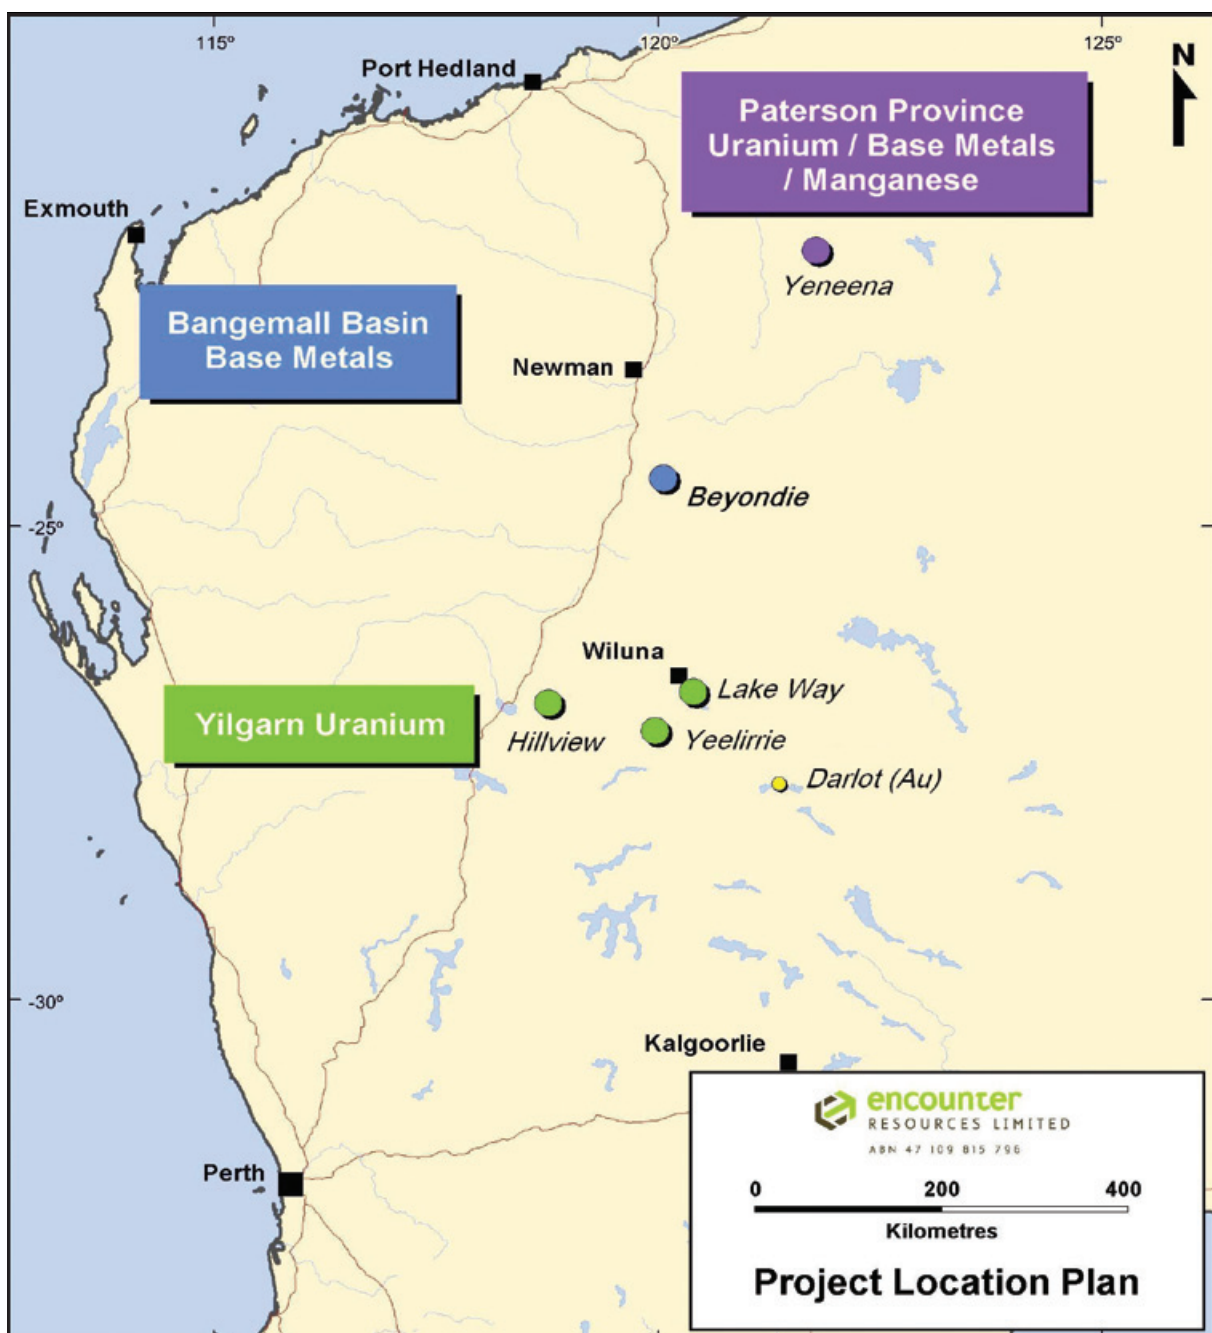 115º
120º
125º
N
Port Hedland
Paterson Province
Uranium / Base Metals
/ Manganese
Exmouth
Yeneena
Bangemall Basin
Base Metals
Newman
Beyondie
-25º
Wiluna
Lake Way
Yilgarn Uranium
Hillview
Yeelirrie
Darlot (Au)
-30º
Kalgoorlie
encounter
RESOURCES LIMITED
ABN 47 109 815 796
Perth
0 200 400
Kilometres
Project Location Plan